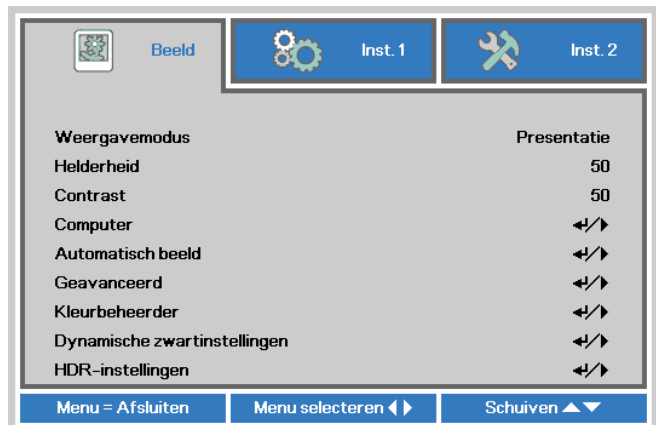 Beeld Inst. 1 Inst. 2
Weergavemodus Presentatie
Helderheid 50
Contrast 50
Computer
Automatisch beeld
Geavanceerd
Kleurbeheerder
Dynamische zwartinstellingen
HDR-instellingen
Menu = Afsluiten Menu selecteren Schuiven